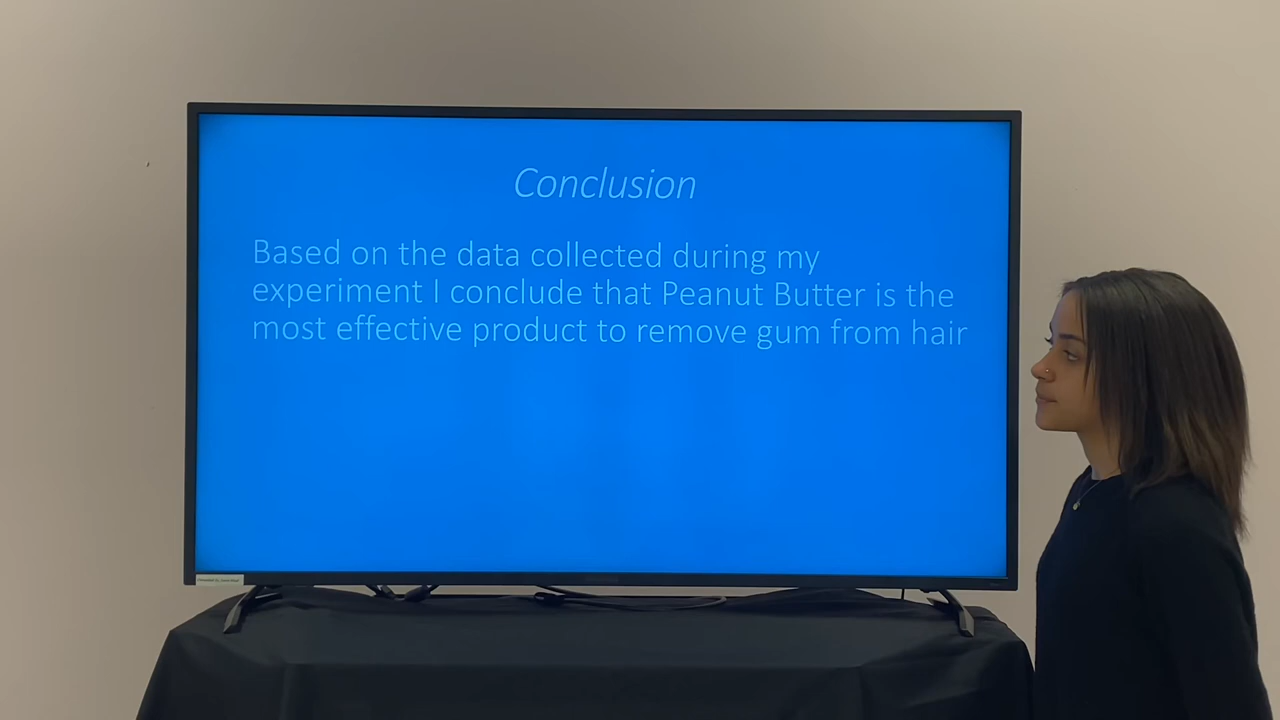 Conclusion
Based on the data collected during my
experiment I conclude that Peanut Butter is the
most effective product to remove gum from hair